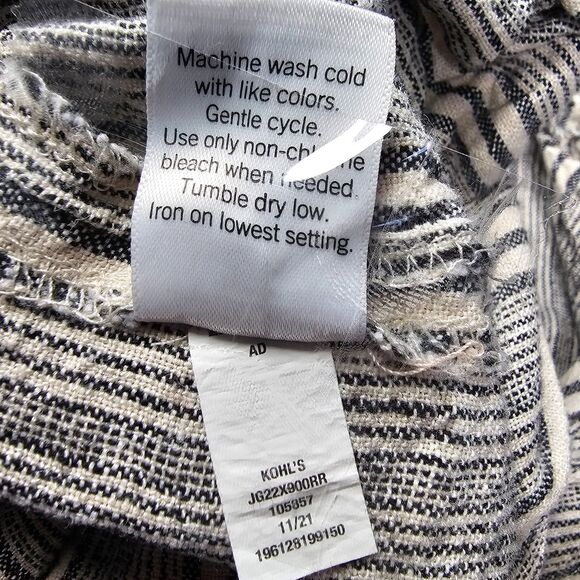 Machine wash cold
with like colors.
Gentle cycle.
Use only
bleach when needed.
Tumble dry low.
Iron on lowest setting.
AD
KOHL'S
JG22X900RR
105857
11/21
196128199150